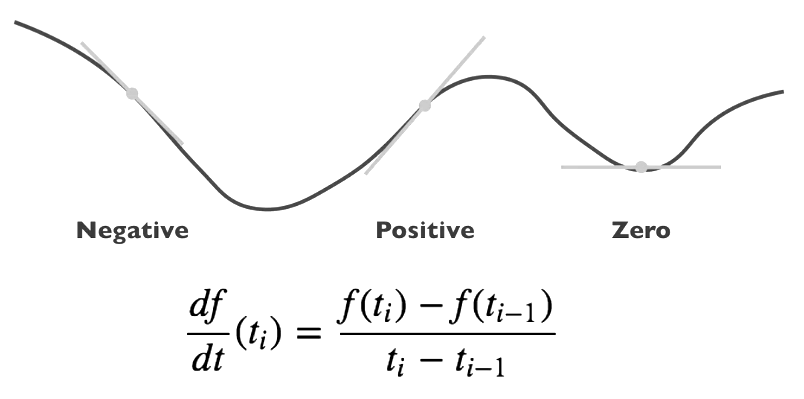 Negative Positive Zero
df/dt (t_i) = f(t_i) − f(t_{i−1}) / t_i − t_{i−1}